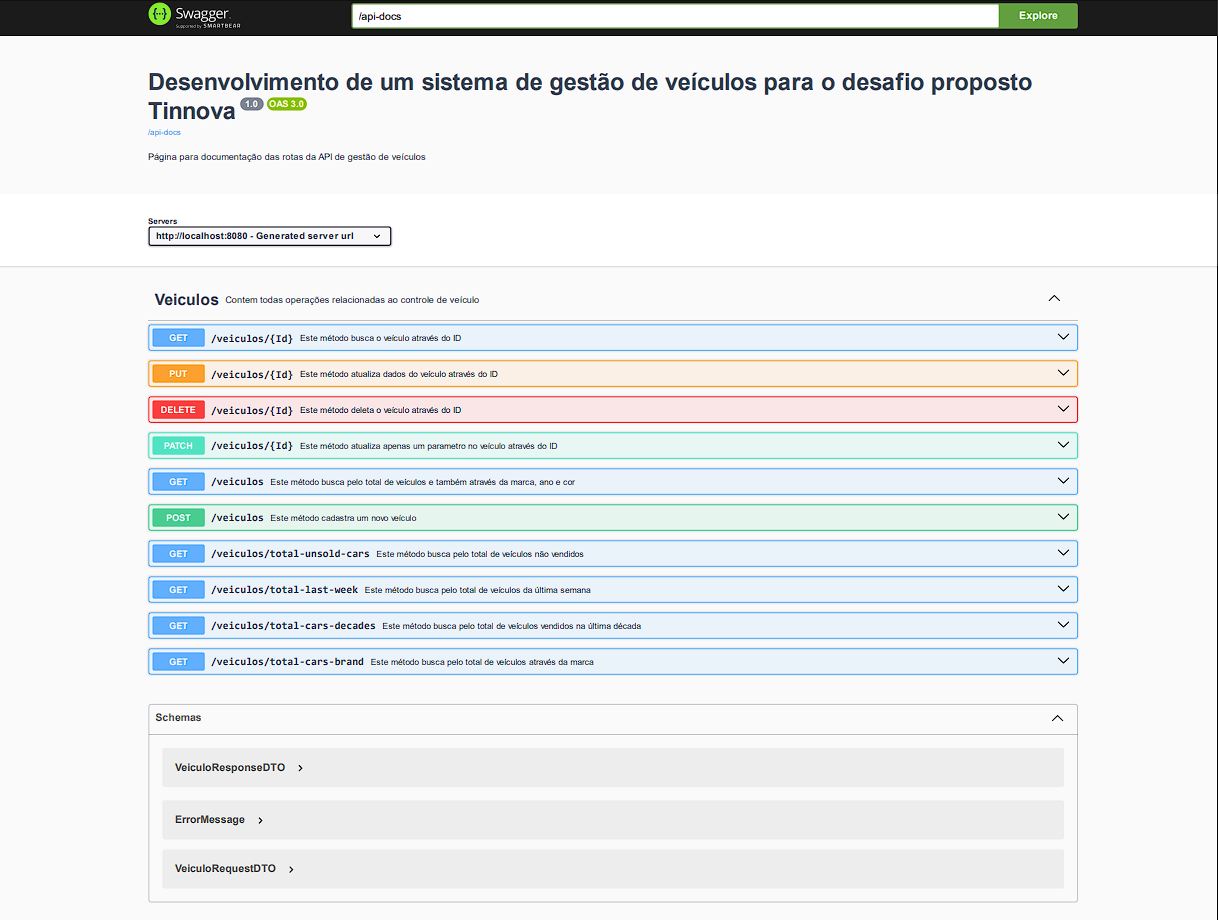 Swagger.
Supported by SMARTBEAR
/api-docs
Explore
Desenvolvimento de um sistema de gestão de veículos para o desafio proposto
Tinnova 1.0 OAS 3.0
/api-docs
Página para documentação das rotas da API de gestão de veículos
Servers
http://localhost:8080 - Generated server url
Veiculos Contem todas operações relacionadas ao controle de veículo
GET /veiculos/{Id} Este método busca o veículo através do ID
PUT /veiculos/{Id} Este método atualiza dados do veículo através do ID
DELETE /veiculos/{Id} Este método deleta o veículo através do ID
PATCH /veiculos/{Id} Este método atualiza apenas um parametro no veículo através do ID
GET /veiculos Este método busca pelo total de veículos e também através da marca, ano e cor
POST /veiculos Este método cadastra um novo veículo
GET /veiculos/total-unsold-cars Este método busca pelo total de veículos não vendidos
GET /veiculos/total-last-week Este método busca pelo total de veículos da última semana
GET /veiculos/total-cars-decades Este método busca pelo total de veículos vendidos na última década
GET /veiculos/total-cars-brand Este método busca pelo total de veículos através da marca
Schemas
VeiculoResponseDTO
ErrorMessage
VeiculoRequestDTO